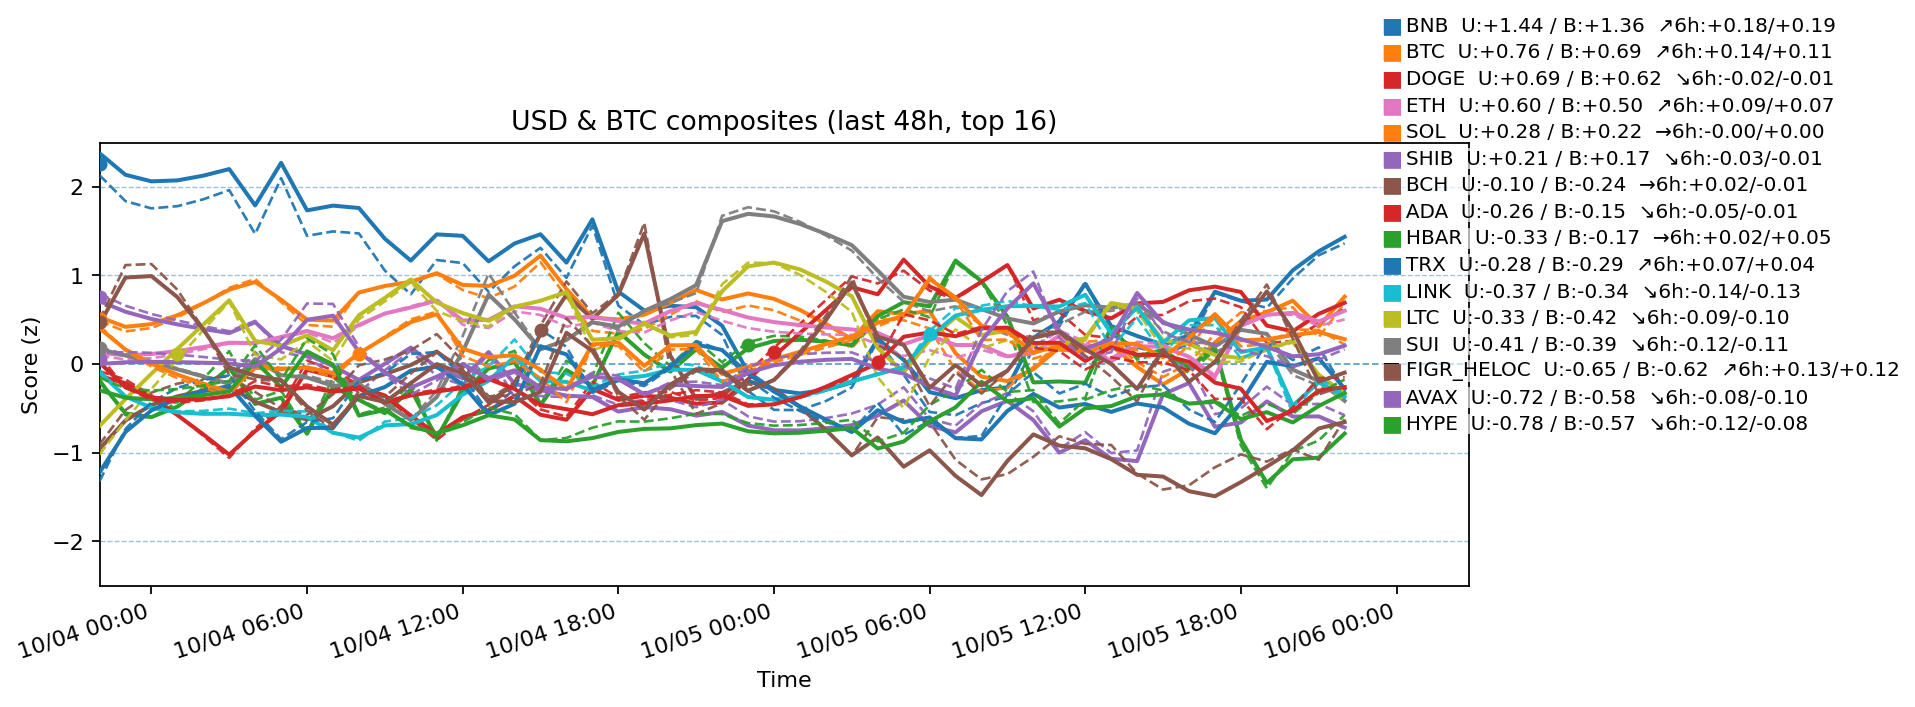 BNB  U:+1.44 / B:+1.36  ↗6h:+0.18/+0.19
BTC  U:+0.76 / B:+0.69  ↗6h:+0.14/+0.11
DOGE  U:+0.69 / B:+0.62  ↘6h:-0.02/-0.01
ETH  U:+0.60 / B:+0.50  ↗6h:+0.09/+0.07
SOL  U:+0.28 / B:+0.22  →6h:-0.00/+0.00
SHIB  U:+0.21 / B:+0.17  ↘6h:-0.03/-0.01
BCH  U:-0.10 / B:-0.24  →6h:+0.02/-0.01
ADA  U:-0.26 / B:-0.15  ↘6h:-0.05/-0.01
HBAR  U:-0.33 / B:-0.17  →6h:+0.02/+0.05
TRX  U:-0.28 / B:-0.29  ↗6h:+0.07/+0.04
LINK  U:-0.37 / B:-0.34  ↘6h:-0.14/-0.13
LTC  U:-0.33 / B:-0.42  ↘6h:-0.09/-0.10
SUI  U:-0.41 / B:-0.39  ↘6h:-0.12/-0.11
FIGR_HELOC  U:-0.65 / B:-0.62  ↗6h:+0.13/+0.12
AVAX  U:-0.72 / B:-0.58  ↘6h:-0.08/-0.10
HYPE  U:-0.78 / B:-0.57  ↘6h:-0.12/-0.08
USD & BTC composites (last 48h, top 16)
Score (z)
2
1
0
−1
−2
10/04 00:00
10/04 06:00
10/04 12:00
10/04 18:00
10/05 00:00
10/05 06:00
10/05 12:00
10/05 18:00
10/06 00:00
Time